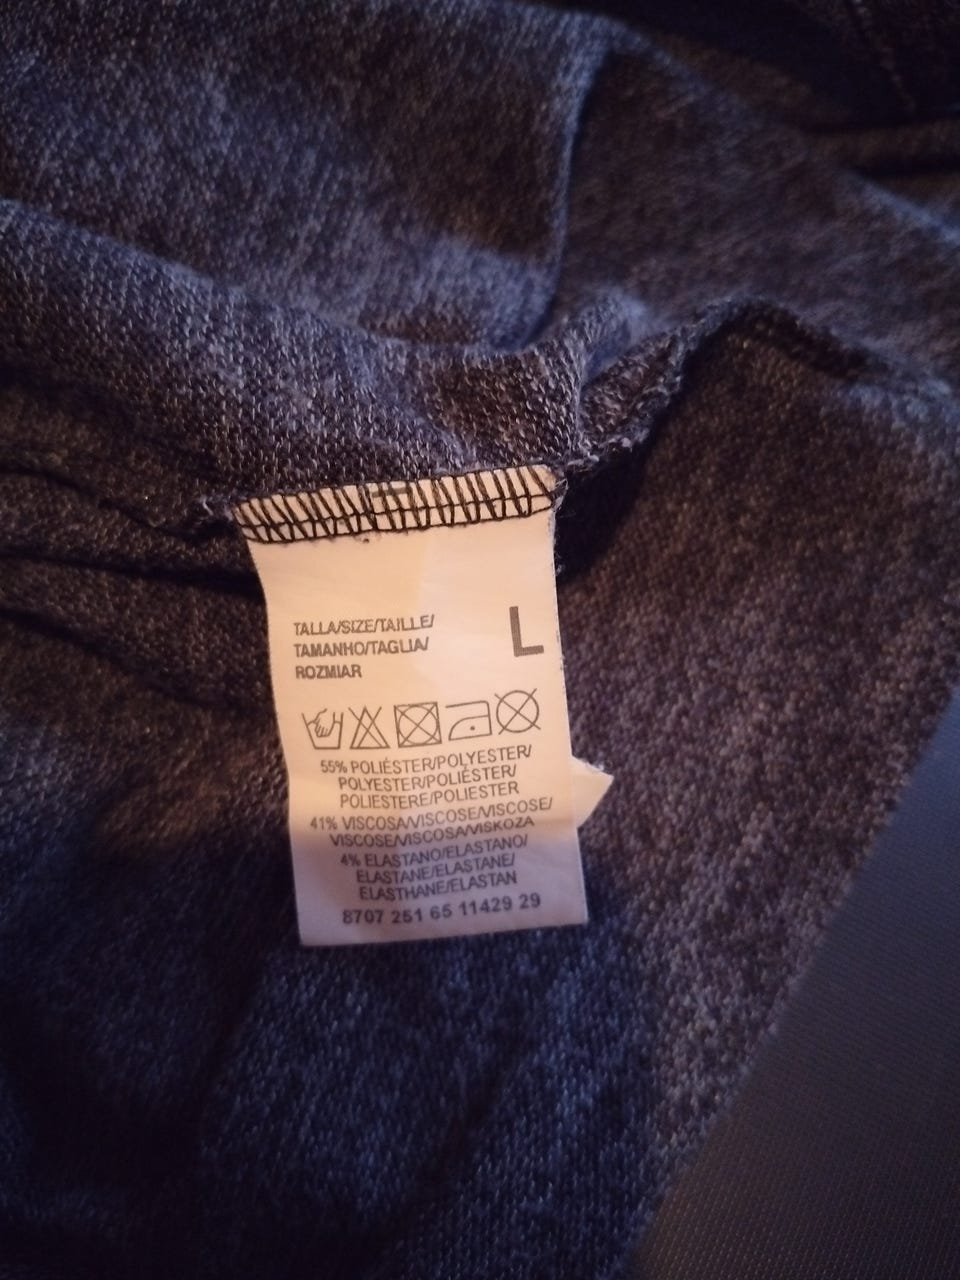 TALLA/SIZE/TAILLE/
TAMANHO/TAGLIA/
ROZMIAR
L
55% POLIÉSTER/POLYESTER/
POLYESTER/POLIÉSTER/
POLIESTERE/POLIESTER
41% VISCOSA/VISCOSE/VISCOSE/
VISCOSE/VISCOSA/WISKOZA
4% ELASTANO/ELASTANO/
ELASTANE/ELASTANE/
ELASTHANE/ELASTAN
8707 251 65 11429 29